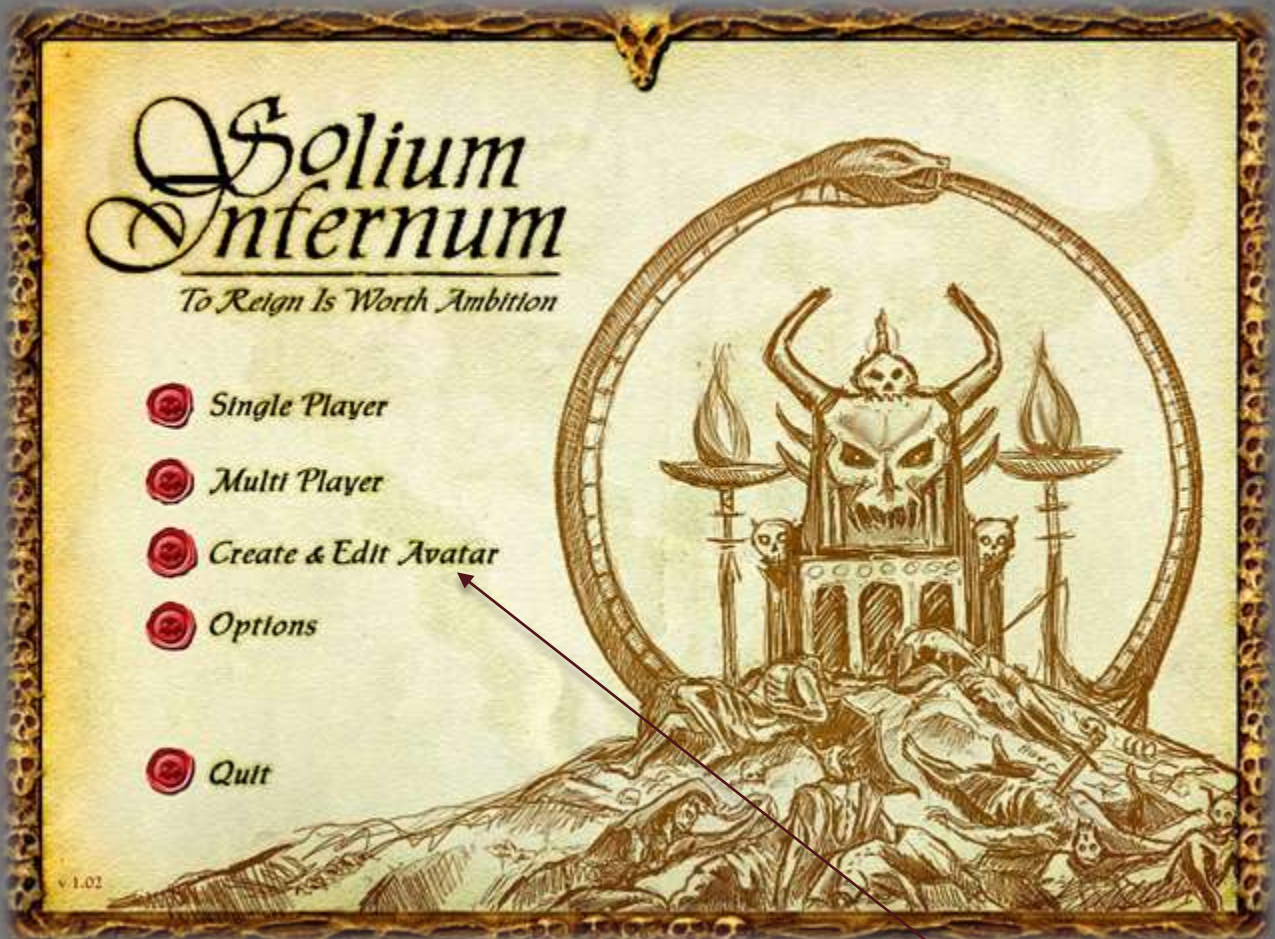 Solium
Infernum
To Reign Is Worth Ambition
Single Player
Multi Player
Create & Edit Avatar
Options
Quit
v 1.02